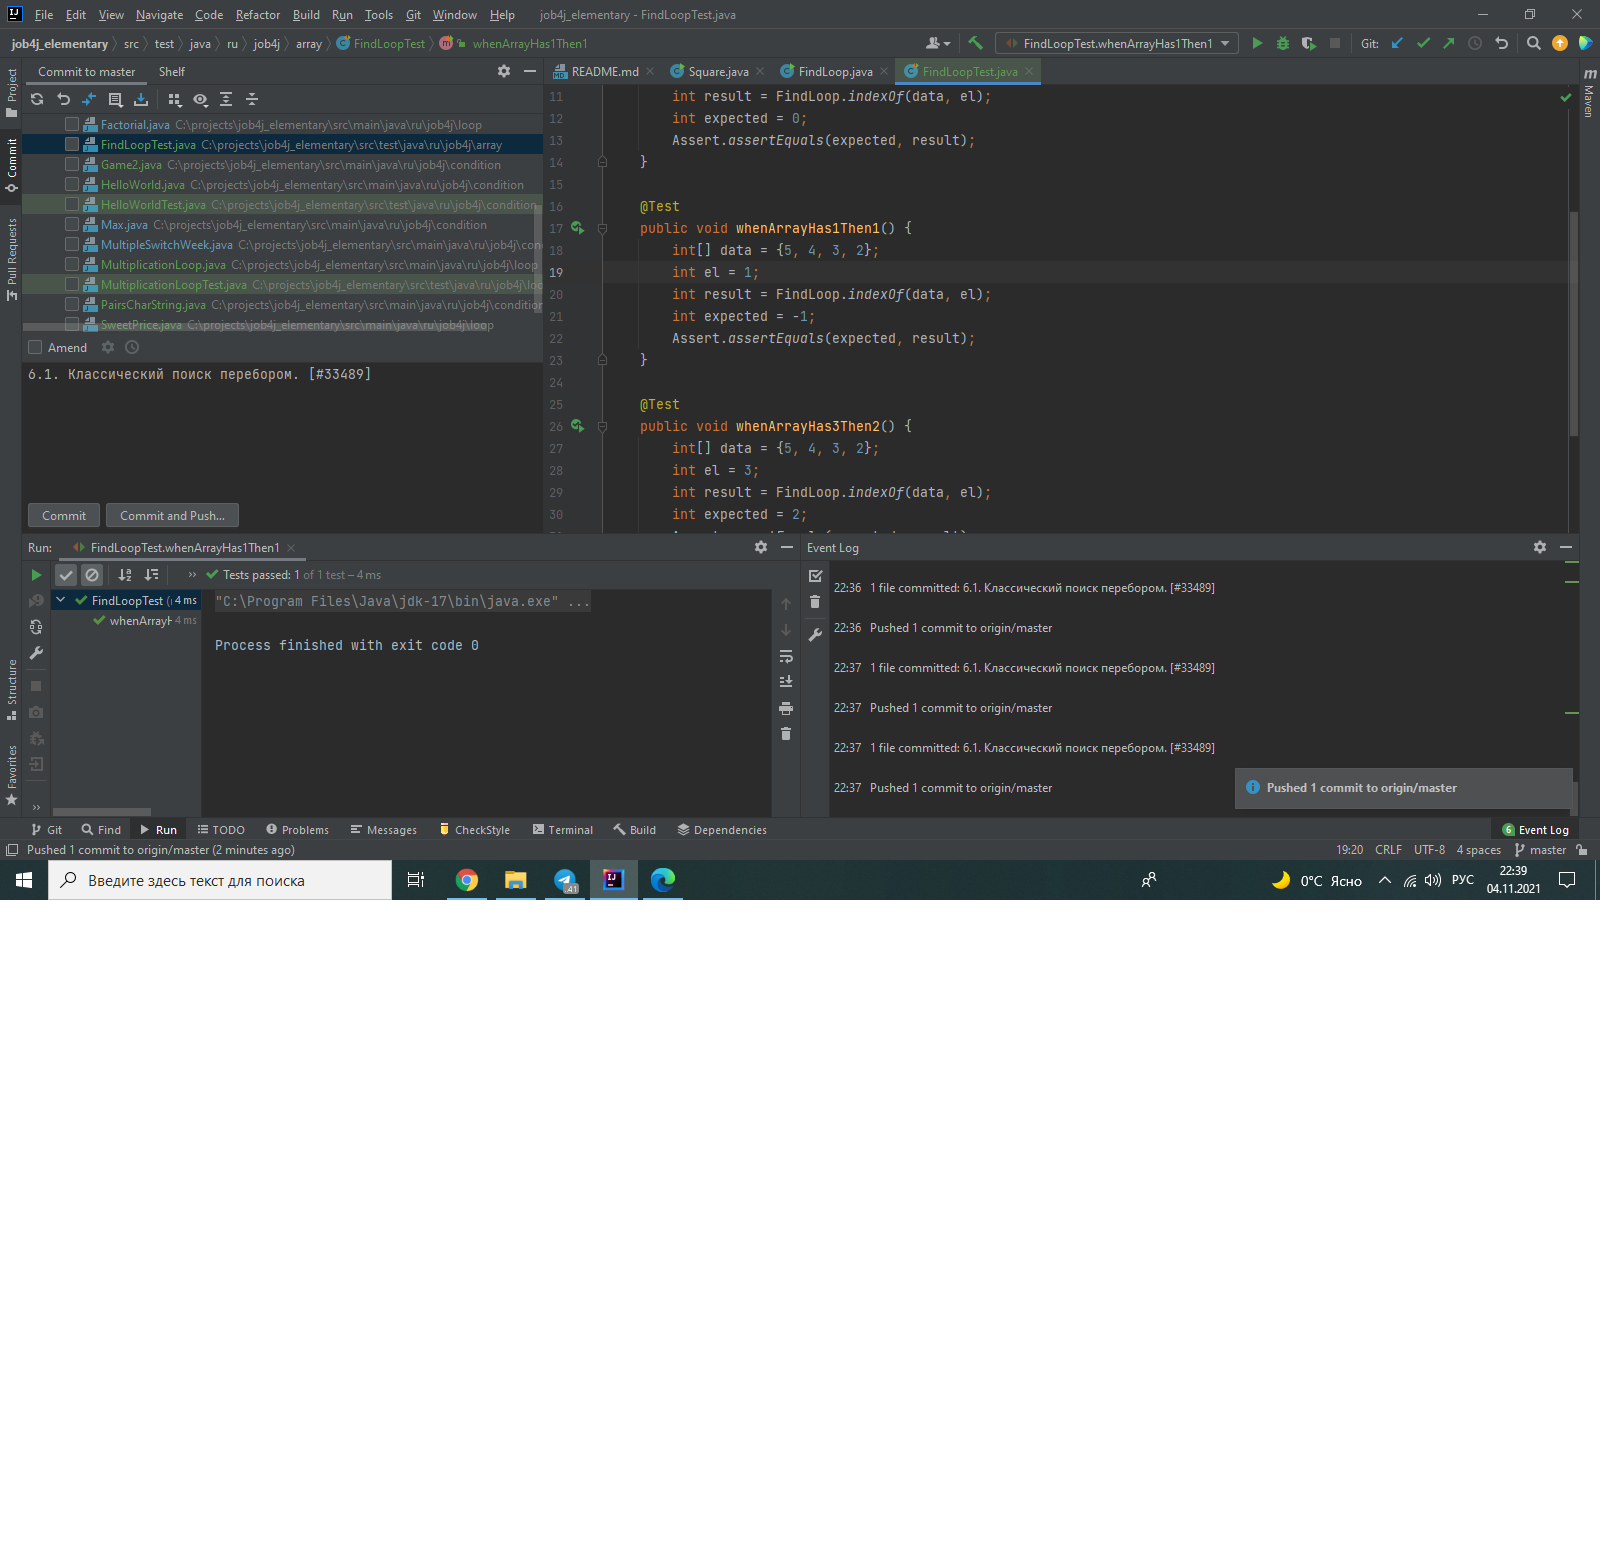 File Edit View Navigate Code Refactor Build Run Tools Git Window Help job4j_elementary - FindLoopTest.java
job4j_elementary src test java ru job4j array FindLoopTest whenArrayHas1Then1
FindLoopTest.whenArrayHas1Then1 Git:
Project
Commit
Pull Requests
Structure
Favorites
Maven
Commit to master Shelf
Factorial.java C:\projects\job4j_elementary\src\main\java\ru\job4j\loop
FindLoopTest.java C:\projects\job4j_elementary\src\test\java\ru\job4j\array
Game2.java C:\projects\job4j_elementary\src\main\java\ru\job4j\condition
HelloWorld.java C:\projects\job4j_elementary\src\main\java\ru\job4j\condition
HelloWorldTest.java C:\projects\job4j_elementary\src\test\java\ru\job4j\condition
Max.java C:\projects\job4j_elementary\src\main\java\ru\job4j\condition
MultipleSwitchWeek.java C:\projects\job4j_elementary\src\main\java\ru\job4j\con
MultiplicationLoop.java C:\projects\job4j_elementary\src\main\java\ru\job4j\loop
MultiplicationLoopTest.java C:\projects\job4j_elementary\src\test\java\ru\job4j\loo
PairsCharString.java C:\projects\job4j_elementary\src\main\java\ru\job4j\condition
SweetPrice.java C:\projects\job4j_elementary\src\main\java\ru\job4j\loop
Amend
6.1. Классический поиск перебором. [#33489]
Commit Commit and Push...
README.md Square.java FindLoop.java FindLoopTest.java
11 int result = FindLoop.indexOf(data, el);
12 int expected = 0;
13 Assert.assertEquals(expected, result);
14 }
15
16 @Test
17 public void whenArrayHas1Then1() {
18 int[] data = {5, 4, 3, 2};
19 int el = 1;
20 int result = FindLoop.indexOf(data, el);
21 int expected = -1;
22 Assert.assertEquals(expected, result);
23 }
24
25 @Test
26 public void whenArrayHas3Then2() {
27 int[] data = {5, 4, 3, 2};
28 int el = 3;
29 int result = FindLoop.indexOf(data, el);
30 int expected = 2;
Run: FindLoopTest.whenArrayHas1Then1
Tests passed: 1 of 1 test – 4 ms
FindLoopTest (r 4 ms
whenArrayH 4 ms
"C:\Program Files\Java\jdk-17\bin\java.exe" ...
Process finished with exit code 0
Event Log
22:36 1 file committed: 6.1. Классический поиск перебором. [#33489]
22:36 Pushed 1 commit to origin/master
22:37 1 file committed: 6.1. Классический поиск перебором. [#33489]
22:37 Pushed 1 commit to origin/master
22:37 1 file committed: 6.1. Классический поиск перебором. [#33489]
22:37 Pushed 1 commit to origin/master
Pushed 1 commit to origin/master
Git Find Run TODO Problems Messages CheckStyle Terminal Build Dependencies 6 Event Log
Pushed 1 commit to origin/master (2 minutes ago) 19:20 CRLF UTF-8 4 spaces master
Введите здесь текст для поиска
41
0°C Ясно РУС
22:39
04.11.2021